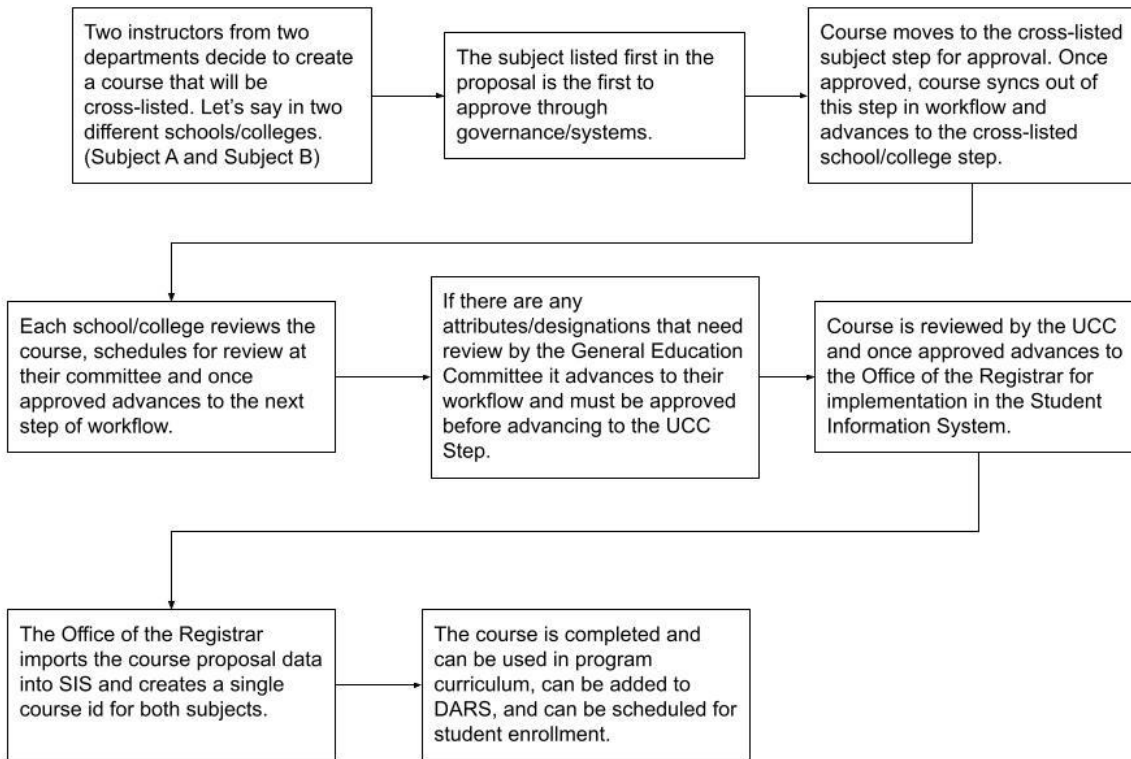 Two instructors from two
departments decide to create
a course that will be
cross-listed. Let's say in two
different schools/colleges.
(Subject A and Subject B)
The subject listed first in the
proposal is the first to
approve through
governance/systems.
Course moves to the cross-listed
subject step for approval. Once
approved, course syncs out of
this step in workflow and
advances to the cross-listed
school/college step.
Each school/college reviews the
course, schedules for review at
their committee and once
approved advances to the next
step of workflow.
If there are any
attributes/designations that need
review by the General Education
Committee it advances to their
workflow and must be approved
before advancing to the UCC
Step.
Course is reviewed by the UCC
and once approved advances to
the Office of the Registrar for
implementation in the Student
Information System.
The Office of the Registrar
imports the course proposal data
into SIS and creates a single
course id for both subjects.
The course is completed and
can be used in program
curriculum, can be added to
DARS, and can be scheduled for
student enrollment.